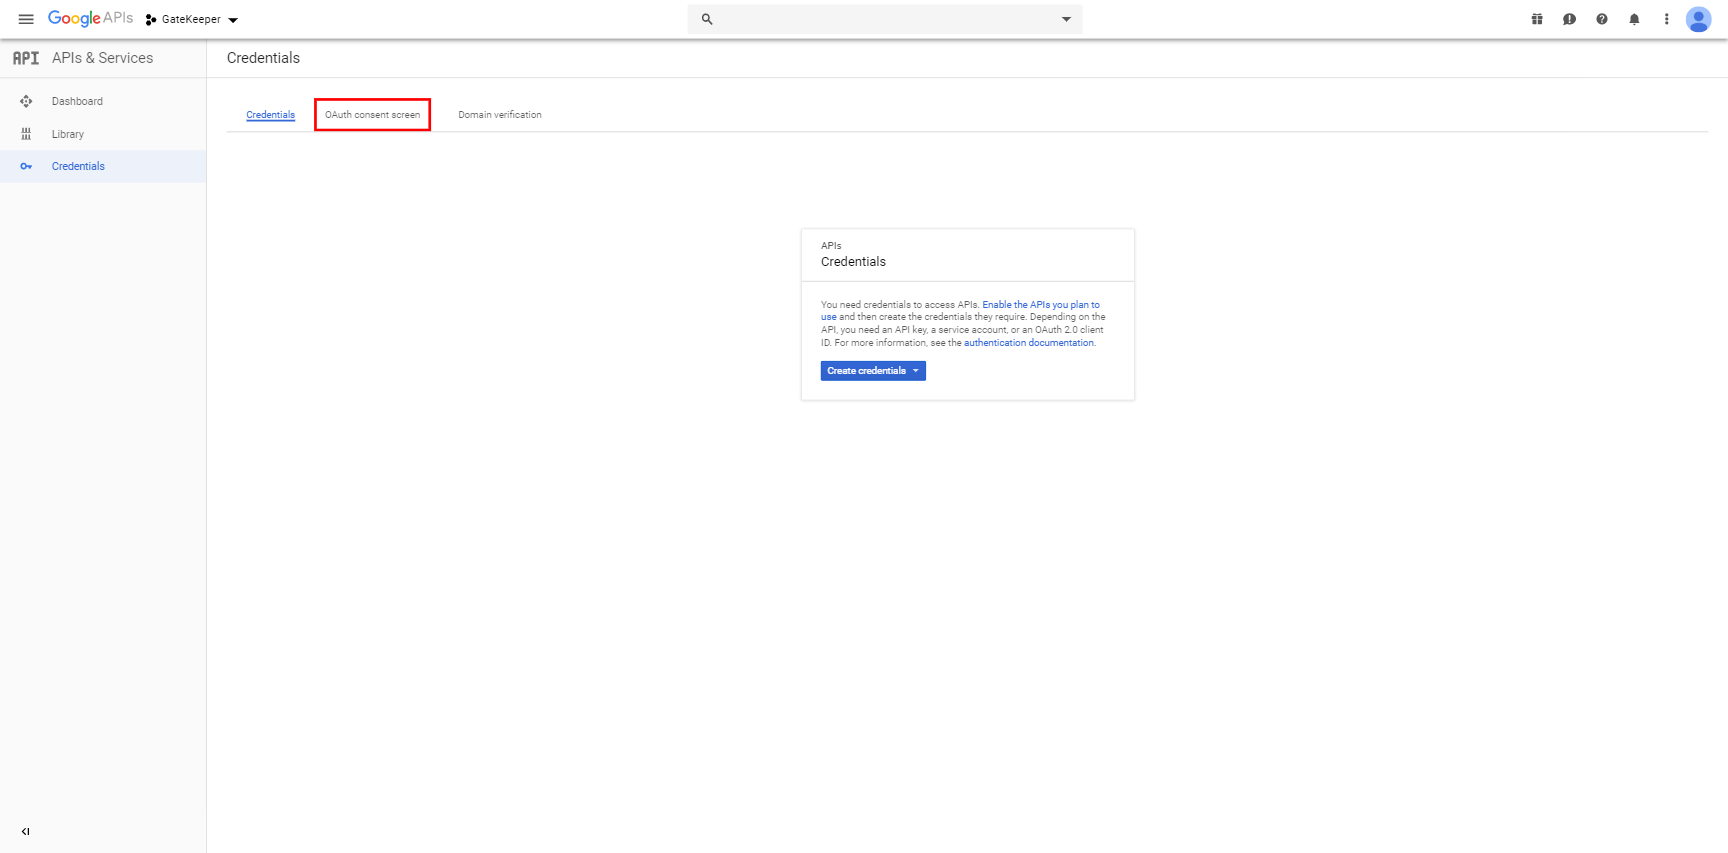 Google APIs GateKeeper
API APIs & Services
Credentials
Dashboard
Library
Credentials
Credentials OAuth consent screen Domain verification
APIs
Credentials
You need credentials to access APIs. Enable the APIs you plan to
use and then create the credentials they require. Depending on the
API, you need an API key, a service account, or an OAuth 2.0 client
ID. For more information, see the authentication documentation.
Create credentials